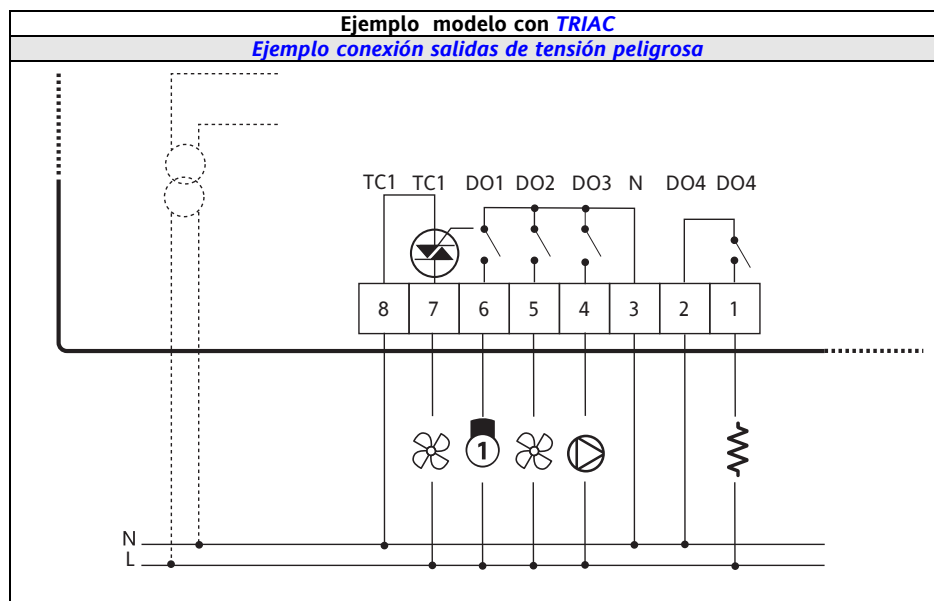 Ejemplo modelo con TRIAC
Ejemplo conexión salidas de tensión peligrosa
TC1 TC1 DO1 DO2 DO3 N DO4 DO4
8 7 6 5 4 3 2 1
1
N
L